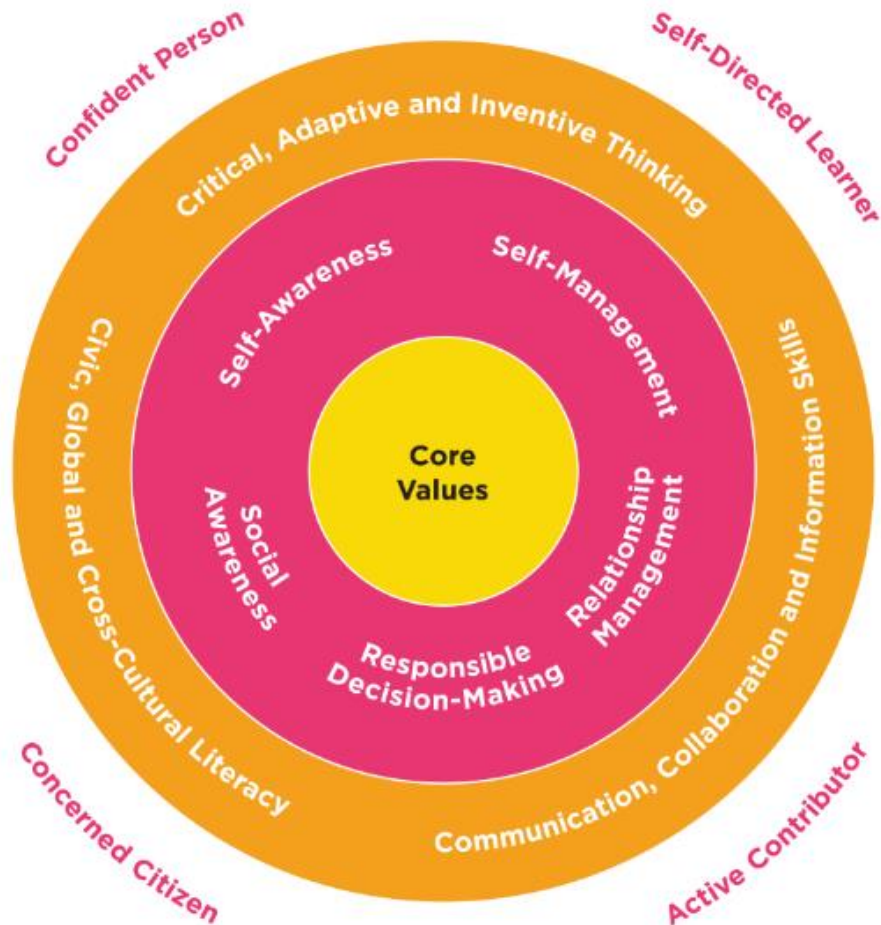 Confident Person
Self-Directed Learner
Critical, Adaptive and Inventive Thinking
Self-Awareness
Self-Management
Civic, Global and Cross-Cultural Literacy
Communication, Collaboration and Information Skills
Core
Values
Social
Awareness
Relationship
Management
Responsible
Decision-Making
Concerned Citizen
Active Contributor